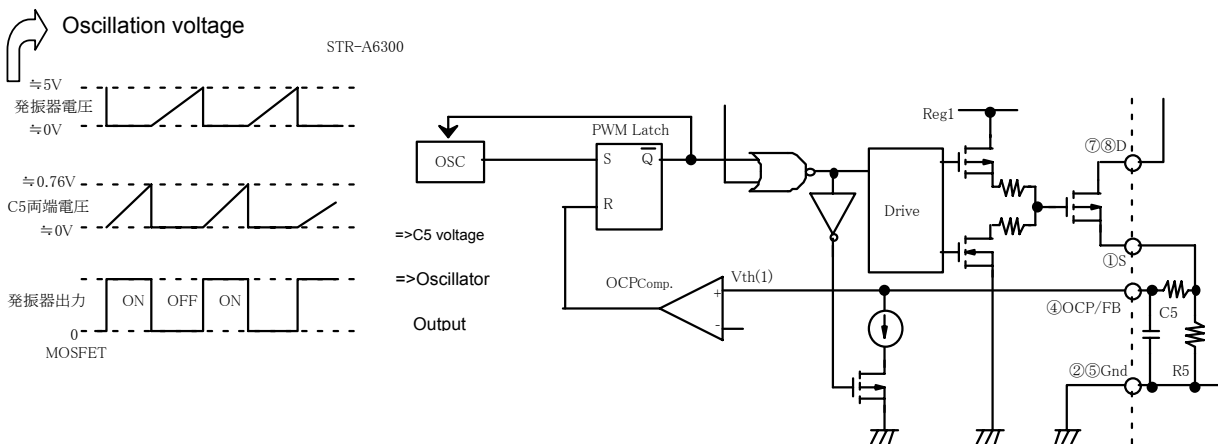 Oscillation voltage
STR-A6300
≒5V
発振器電圧
≒0V
≒0.76V
C5両端電圧
≒0V
=>C5 voltage
=>Oscillator
Output
発振器出力
ON
OFF
ON
0
MOSFET
OSC
PWM Latch
S
Q
R
OCPComp.
Vth(1)
+
-
Drive
Reg1
⑦⑧D
①S
④OCP/FB
C5
②⑤Gnd
R5